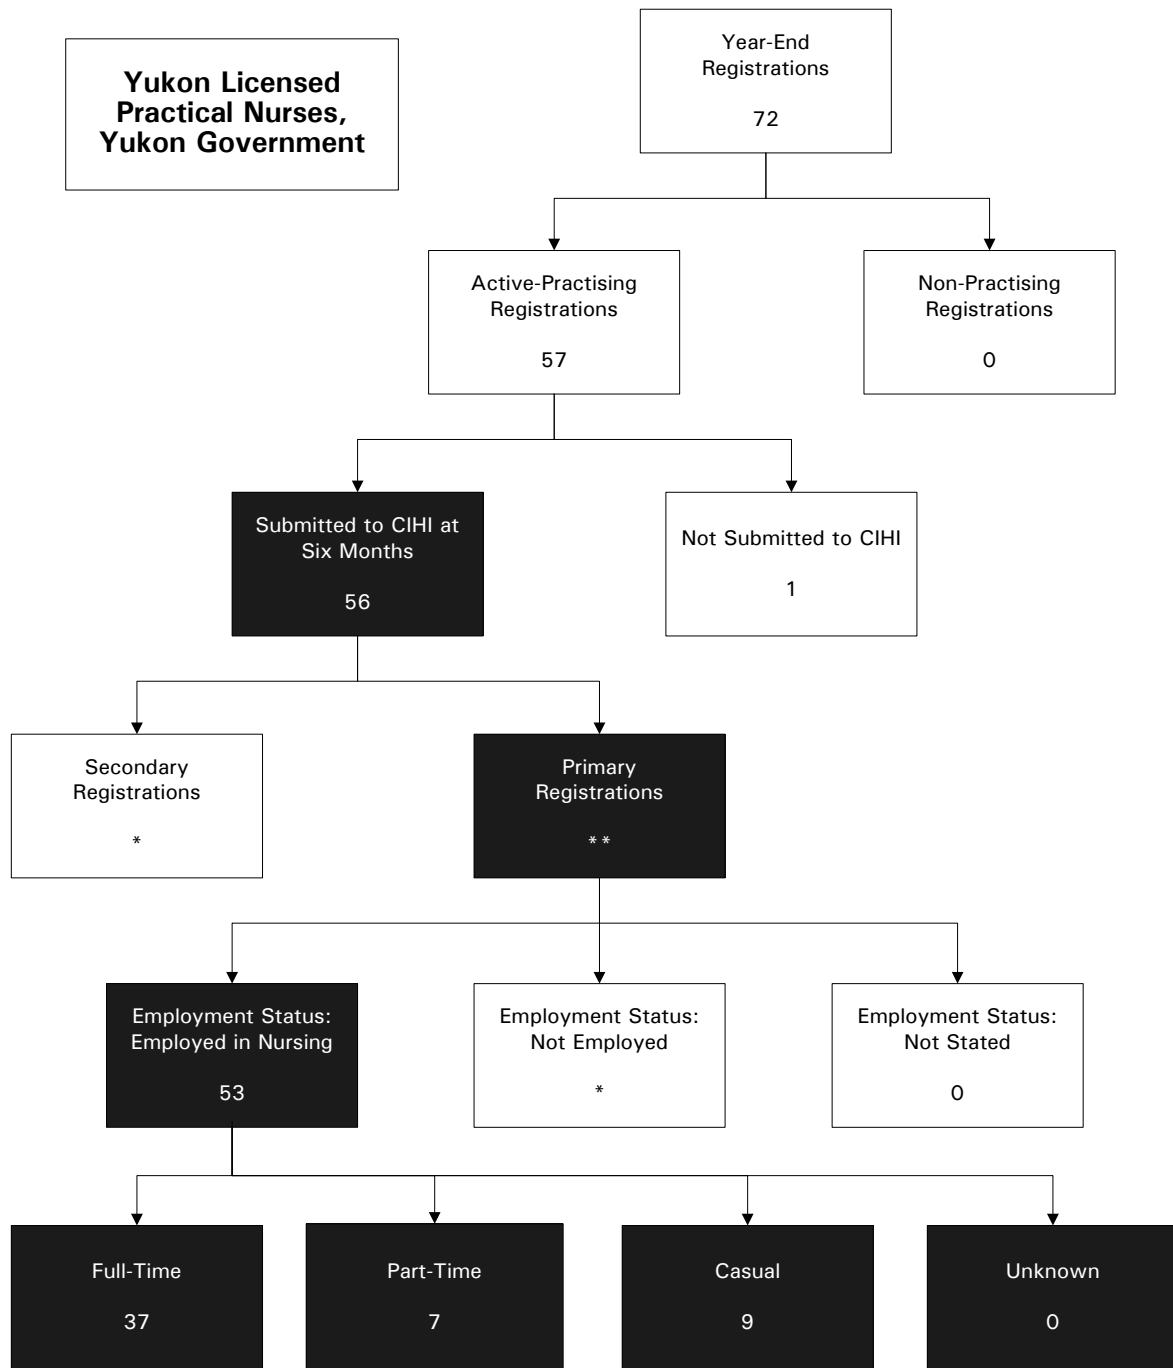 Yukon Licensed
Practical Nurses,
Yukon Government
Year-End
Registrations
72
Active-Practising
Registrations
57
Non-Practising
Registrations
0
Submitted to CIHI at
Six Months
56
Not Submitted to CIHI
1
Secondary
Registrations
*
Primary
Registrations
**
Employment Status:
Employed in Nursing
53
Employment Status:
Not Employed
*
Employment Status:
Not Stated
0
Full-Time
37
Part-Time
7
Casual
9
Unknown
0